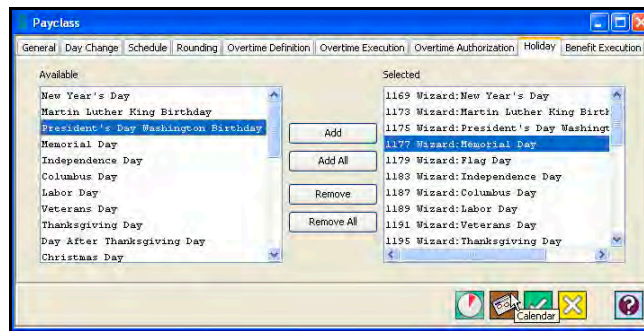 Payclass
General Day Change Schedule Rounding Overtime Definition Overtime Execution Overtime Authorization Holiday Benefit Execution
Available
New Year's Day
Martin Luther King Birthday
President's Day Washington Birthday
Memorial Day
Independence Day
Columbus Day
Labor Day
Veterans Day
Thanksgiving Day
Day After Thanksgiving Day
Christmas Day
Add
Add All
Remove
Remove All
Selected
1169 Wizard:New Year's Day
1173 Wizard:Martin Luther King Birth
1175 Wizard:President's Day Washingt
1177 Wizard:Memorial Day
1179 Wizard:Flag Day
1183 Wizard:Independence Day
1187 Wizard:Columbus Day
1189 Wizard:Labor Day
1191 Wizard:Veterans Day
1195 Wizard:Thanksgiving Day
Calendar